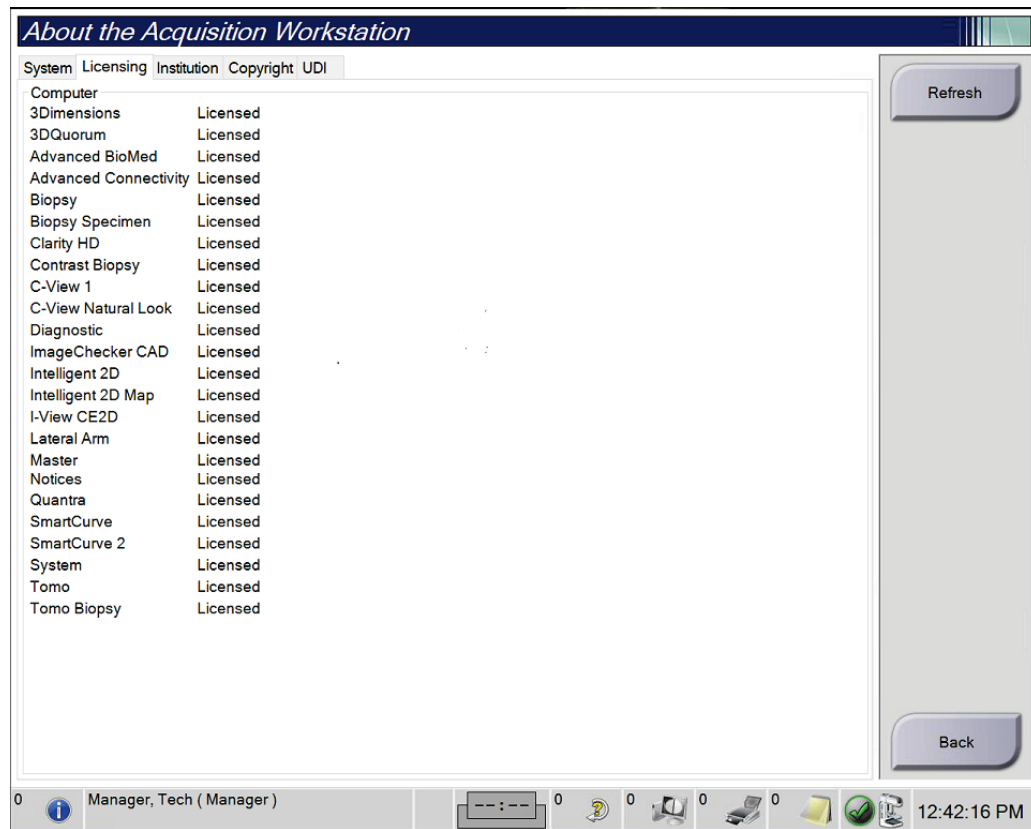 About the Acquisition Workstation
System Licensing Institution Copyright UDI
Computer
3Dimensions Licensed
3DQuorum Licensed
Advanced BioMed Licensed
Advanced Connectivity Licensed
Biopsy Licensed
Biopsy Specimen Licensed
Clarity HD Licensed
Contrast Biopsy Licensed
C-View 1 Licensed
C-View Natural Look Licensed
Diagnostic Licensed
ImageChecker CAD Licensed
Intelligent 2D Licensed
Intelligent 2D Map Licensed
I-View CE2D Licensed
Lateral Arm Licensed
Master Licensed
Notices Licensed
Quantra Licensed
SmartCurve Licensed
SmartCurve 2 Licensed
System Licensed
Tomo Licensed
Tomo Biopsy Licensed
Refresh
Back
0 Manager, Tech ( Manager ) --:-- 0 0 0 0 12:42:16 PM